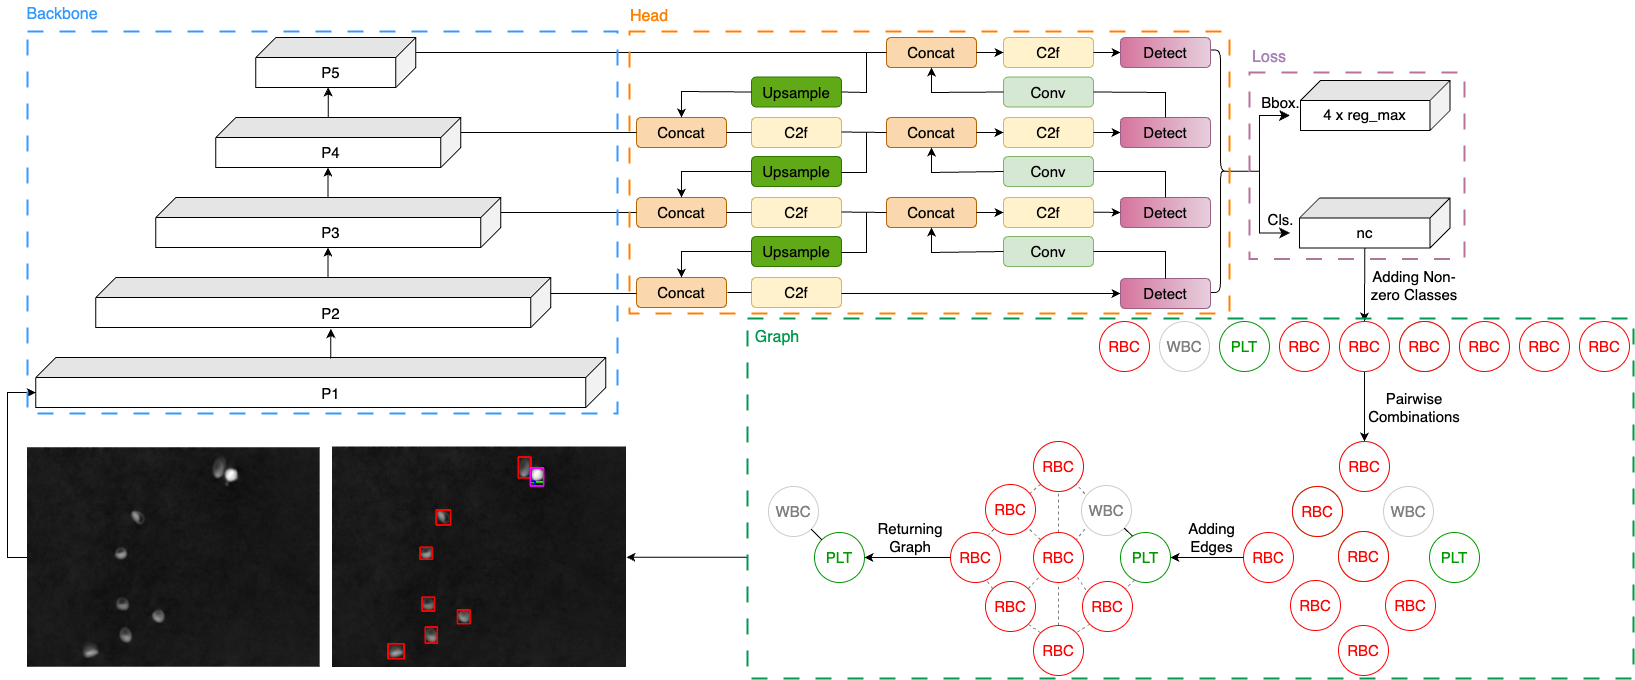 Backbone
Head
P5
Concat
C2f
Detect
Loss
Upsample
Conv
Bbox.
4 x reg_max
P4
Concat
C2f
Concat
C2f
Detect
Upsample
Conv
P3
Concat
C2f
Concat
C2f
Detect
Cls.
nc
Upsample
Conv
P2
Concat
C2f
Detect
Adding Non-
zero Classes
Graph
RBC
WBC
PLT
RBC
RBC
RBC
RBC
RBC
RBC
P1
Pairwise
Combinations
RBC
RBC
WBC
RBC
WBC
RBC
WBC
Returning
Graph
Adding
Edges
PLT
RBC
RBC
PLT
RBC
RBC
PLT
RBC
RBC
RBC
RBC
RBC
RBC